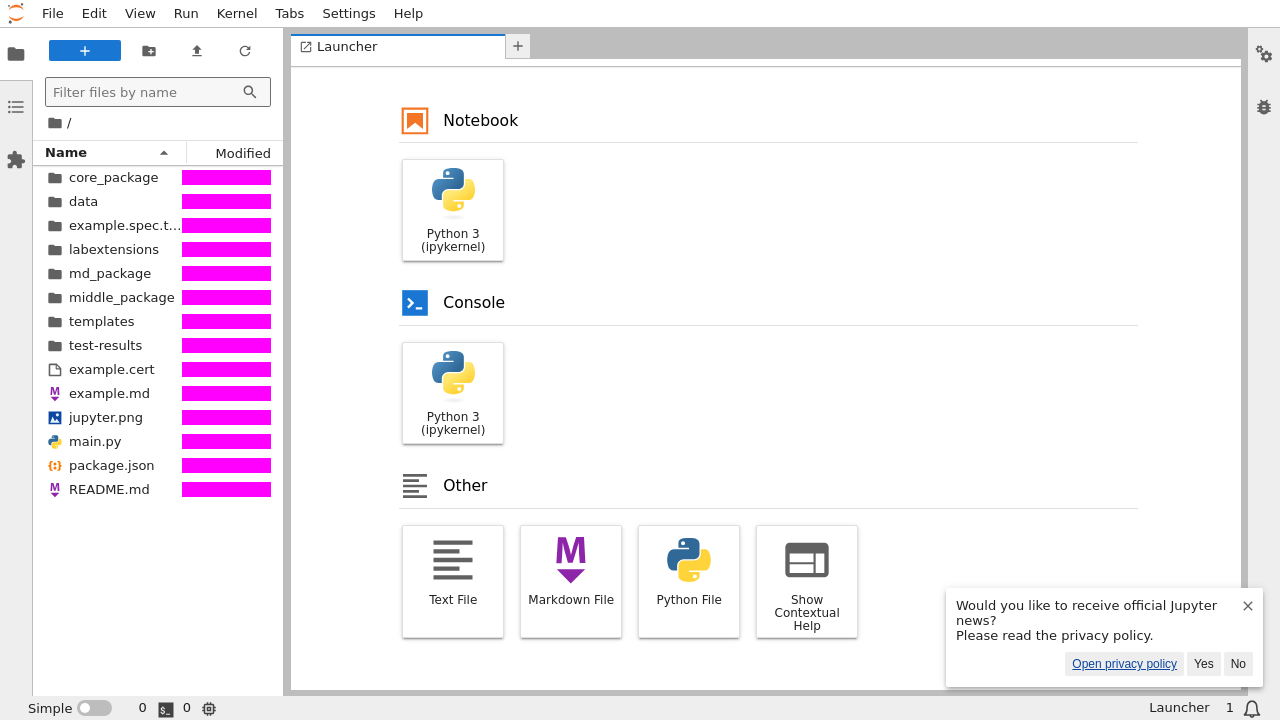 File Edit View Run Kernel Tabs Settings Help
Launcher
Filter files by name
/
Name Modified
core_package
data
example.spec.t...
labextensions
md_package
middle_package
templates
test-results
example.cert
example.md
jupyter.png
main.py
package.json
README.md
Notebook
Python 3
(ipykernel)
Console
Python 3
(ipykernel)
Other
Text File
Markdown File
Python File
Show
Contextual
Help
Would you like to receive official Jupyter
news?
Please read the privacy policy.
Open privacy policy Yes No
Simple 0 0 Launcher 1